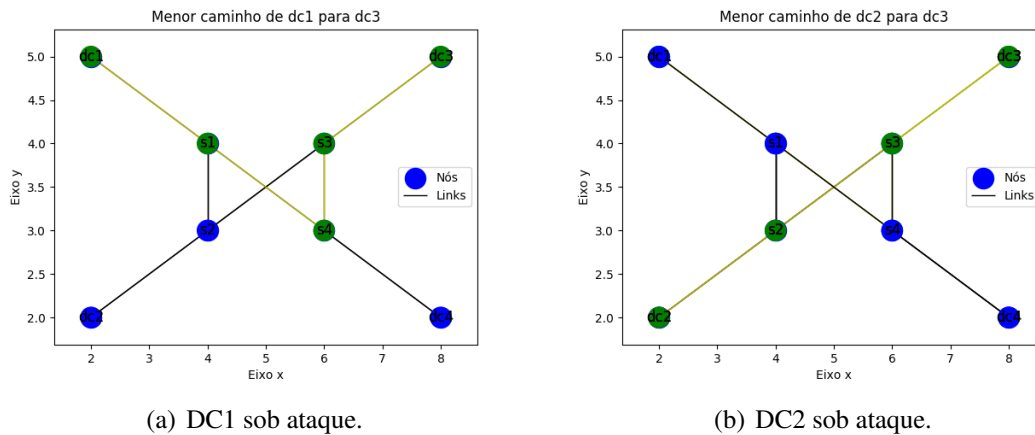 Menor caminho de dc1 para dc3
5.0
4.5
4.0
3.5
3.0
2.5
2.0
Eixo y
dc1
dc3
s1
s3
s2
s4
dc2
dc4
Nós
Links
2 3 4 5 6 7 8
Eixo x
(a) DC1 sob ataque.
Menor caminho de dc2 para dc3
5.0
4.5
4.0
3.5
3.0
2.5
2.0
Eixo y
dc1
dc3
s1
s3
s2
s4
dc2
dc4
Nós
Links
2 3 4 5 6 7 8
Eixo x
(b) DC2 sob ataque.